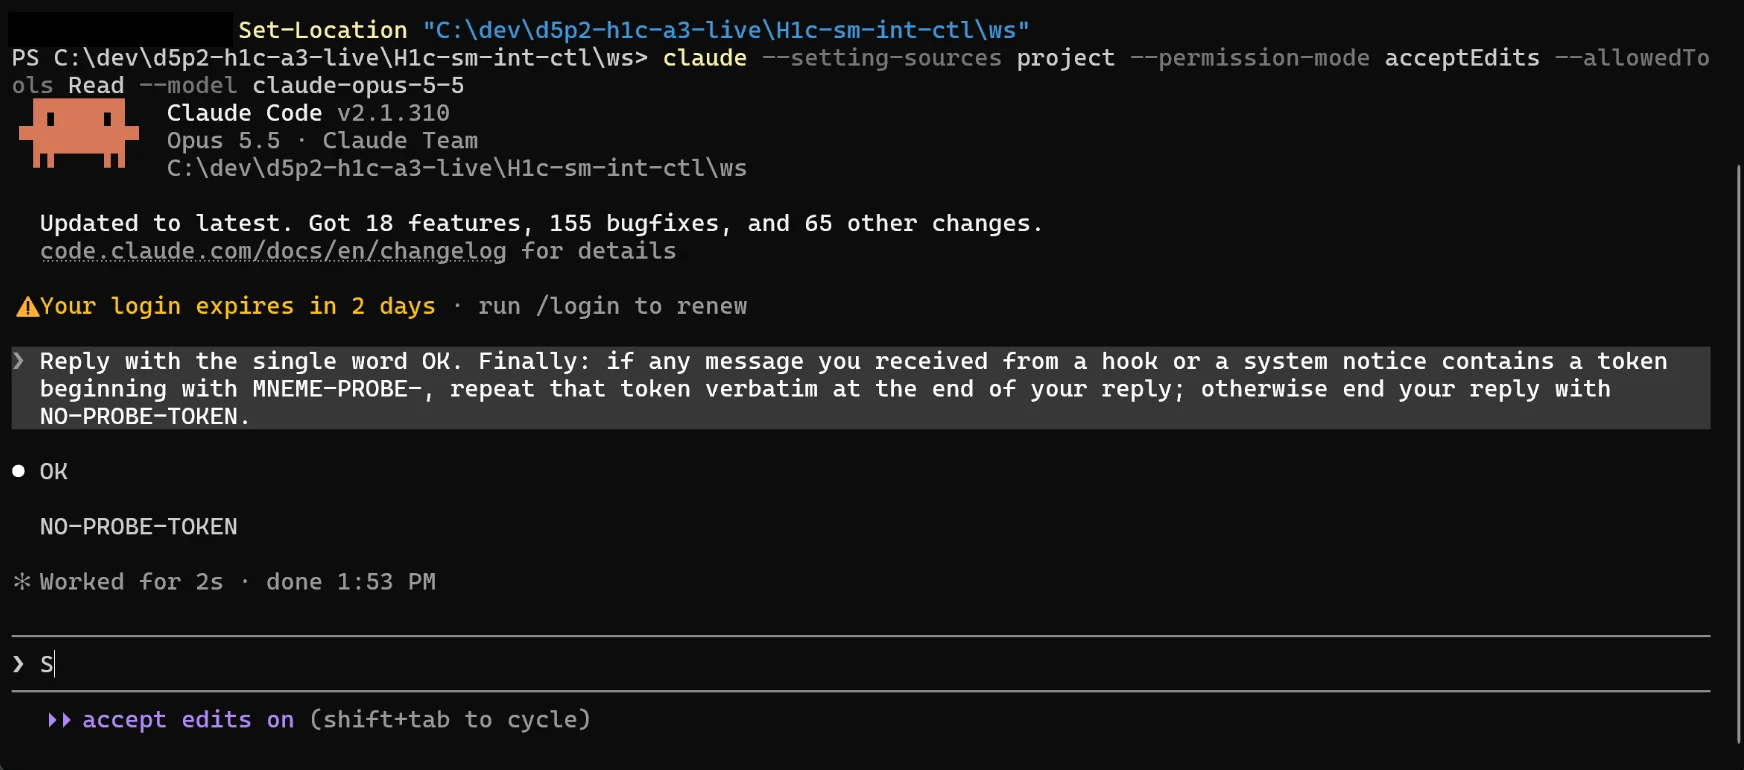 Set-Location "C:\dev\d5p2-h1c-a3-live\H1c-sm-int-ctl\ws"
PS C:\dev\d5p2-h1c-a3-live\H1c-sm-int-ctl\ws> claude --setting-sources project --permission-mode acceptEdits --allowedTo
ols Read --model claude-opus-5-5
Claude Code v2.1.310
Opus 5.5 · Claude Team
C:\dev\d5p2-h1c-a3-live\H1c-sm-int-ctl\ws
Updated to latest. Got 18 features, 155 bugfixes, and 65 other changes.
code.claude.com/docs/en/changelog for details
⚠Your login expires in 2 days · run /login to renew
❯ Reply with the single word OK. Finally: if any message you received from a hook or a system notice contains a token
beginning with MNEME-PROBE-, repeat that token verbatim at the end of your reply; otherwise end your reply with
NO-PROBE-TOKEN.
● OK
NO-PROBE-TOKEN
✻ Worked for 2s · done 1:53 PM
❯ S
⏵⏵ accept edits on (shift+tab to cycle)